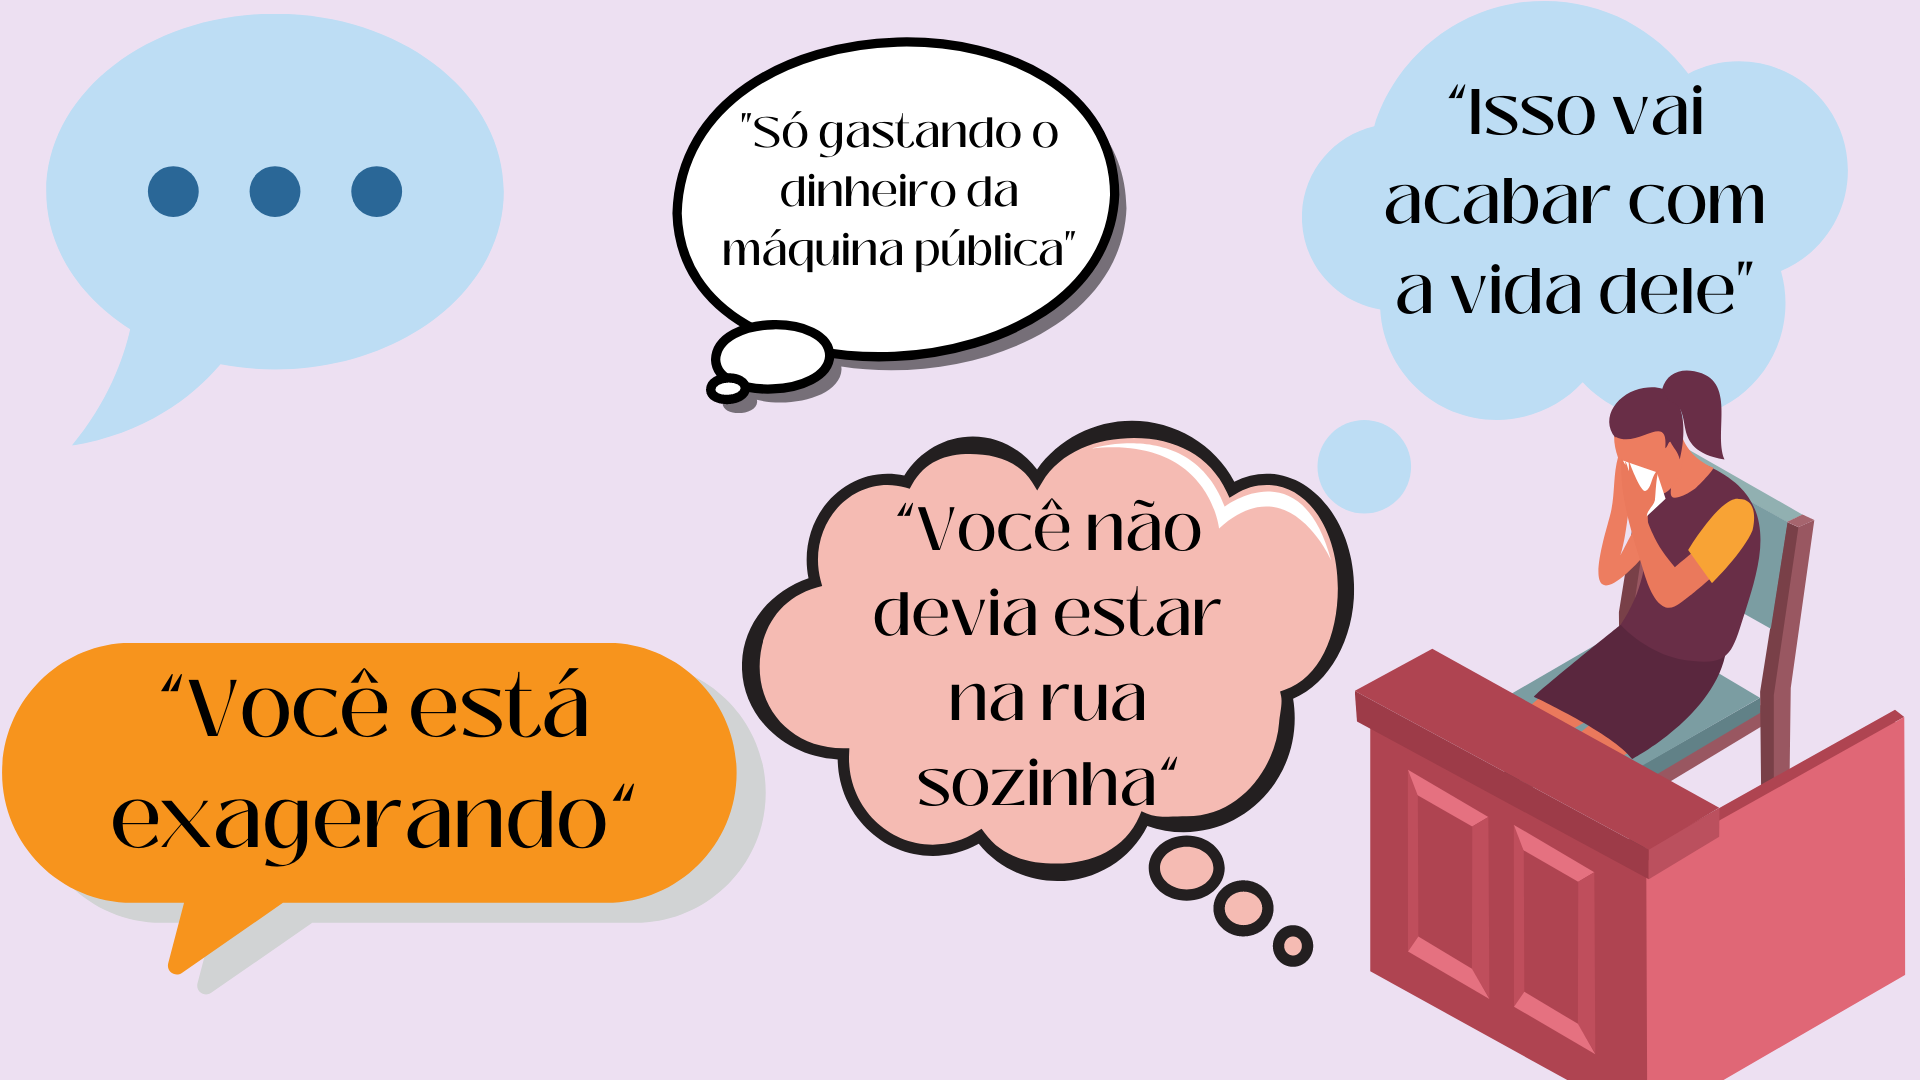 "Só gastando o
dinheiro da
máquina pública"
“Isso vai
acabar com
a vida dele”
“Você não
devia estar
na rua
sozinha“
“Você está
exagerando“